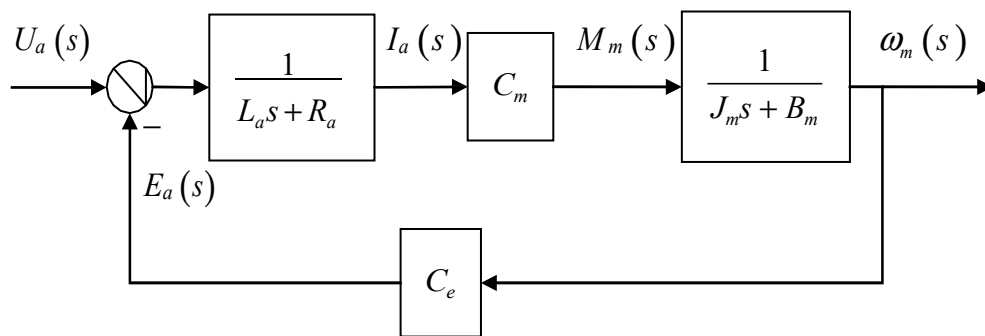 U_a(s)
I_a(s)
M_m(s)
ω_m(s)
1
L_a s + R_a
C_m
1
J_m s + B_m
−
E_a(s)
C_e